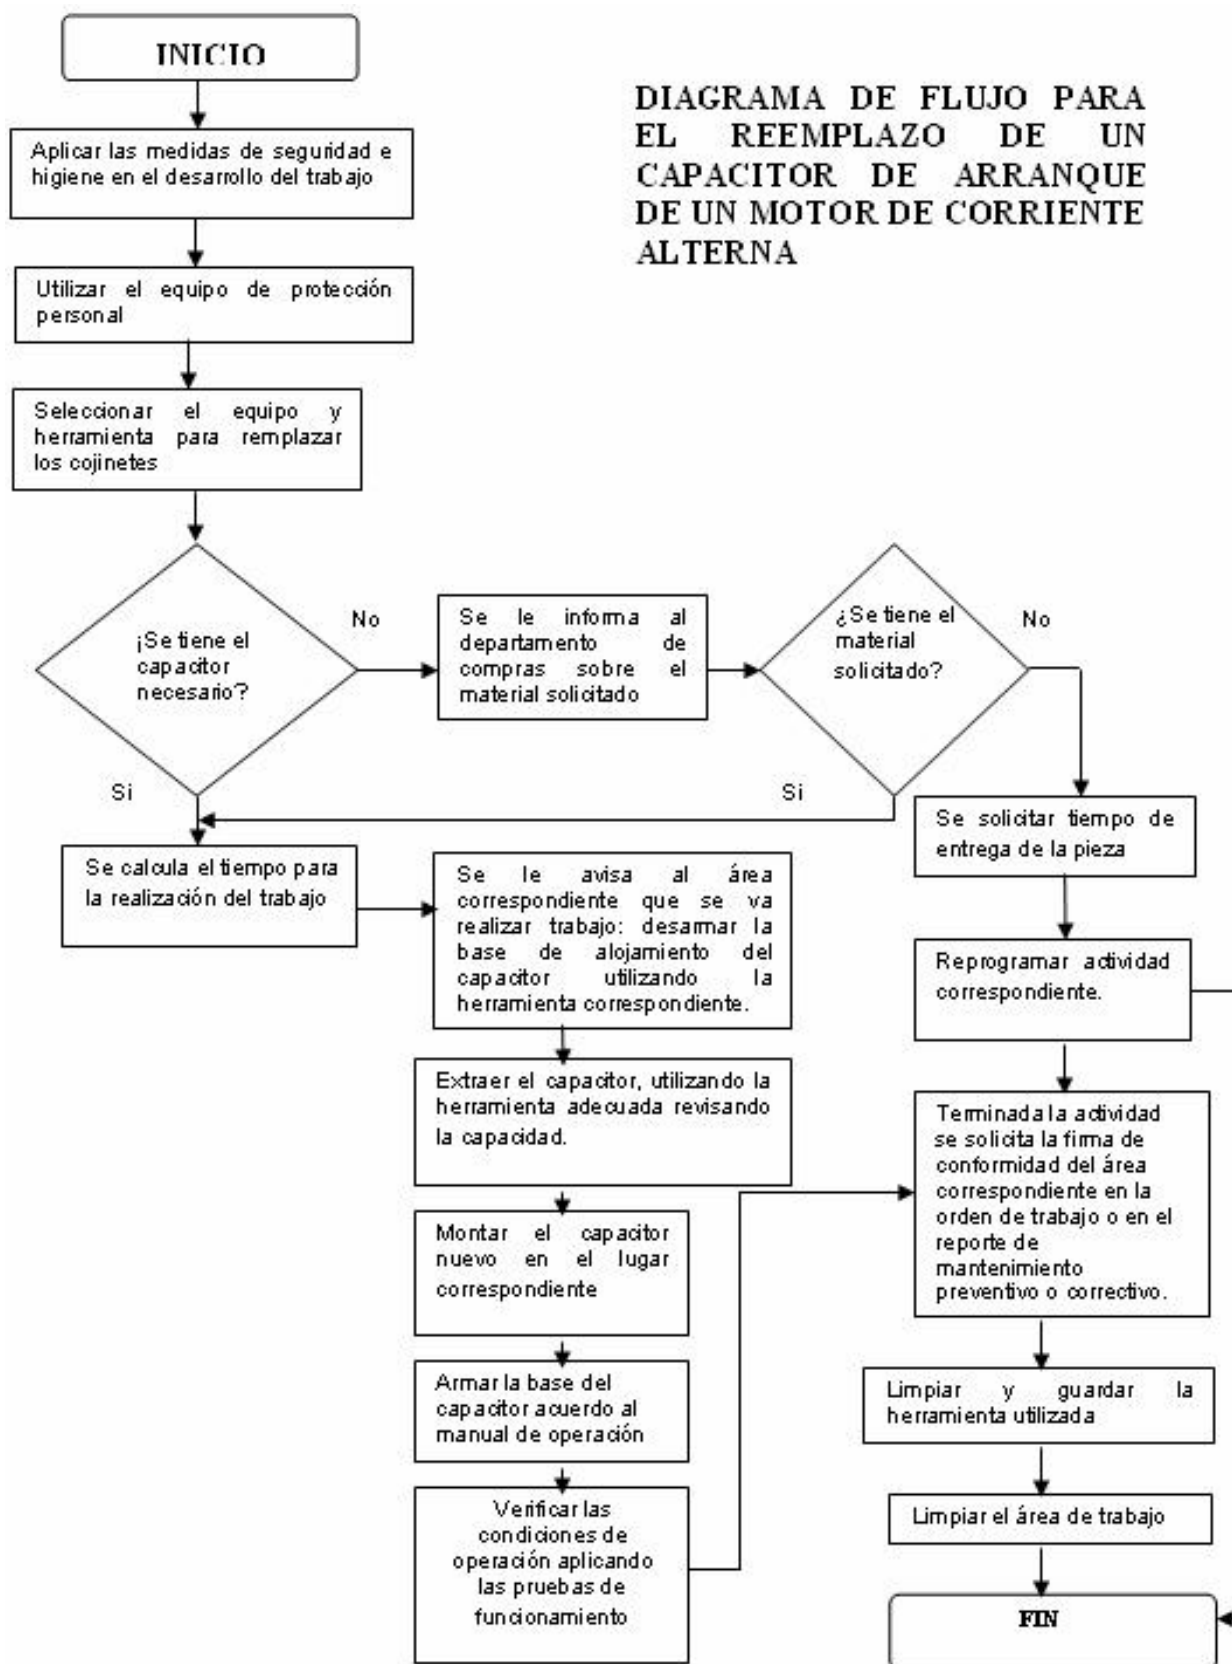 INICIO
DIAGRAMA DE FLUJO PARA
EL REEMPLAZO DE UN
CAPACITOR DE ARRANQUE
DE UN MOTOR DE CORRIENTE
ALTERNA
Aplicar las medidas de seguridad e
higiene en el desarrollo del trabajo
Utilizar el equipo de protección
personal
Seleccionar el equipo y
herramienta para remplazar
los cojinetes
¡Se tiene el
capacitor
necesario?
No
Se le informa al
departamento de
compras sobre el
material solicitado
¿Se tiene el
material
solicitado?
No
Si
Si
Se calcula el tiempo para
la realización del trabajo
Se le avisa al área
correspondiente que se va
realizar trabajo: desarmar la
base de alojamiento del
capacitor utilizando la
herramienta correspondiente.
Se solicitar tiempo de
entrega de la pieza
Reprogramar actividad
correspondiente.
Extraer el capacitor, utilizando la
herramienta adecuada revisando
la capacidad.
Montar el capacitor
nuevo en el lugar
correspondiente
Armar la base del
capacitor acuerdo al
manual de operación
Verificar las
condiciones de
operación aplicando
las pruebas de
funcionamiento
Terminada la actividad
se solicita la firma de
conformidad del área
correspondiente en la
orden de trabajo o en el
reporte de
mantenimiento
preventivo o correctivo.
Limpiar y guardar la
herramienta utilizada
Limpiar el área de trabajo
FIN